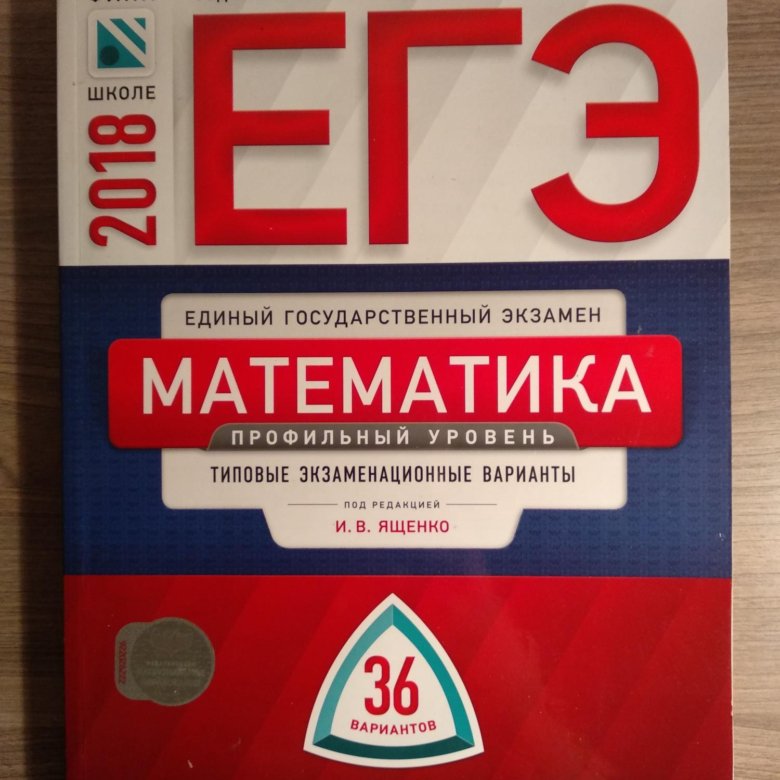 ШКОЛЕ
2018
ЕГЭ
ЕДИНЫЙ ГОСУДАРСТВЕННЫЙ ЭКЗАМЕН
МАТЕМАТИКА
ПРОФИЛЬНЫЙ УРОВЕНЬ
ТИПОВЫЕ ЭКЗАМЕНАЦИОННЫЕ ВАРИАНТЫ
ПОД РЕДАКЦИЕЙ
И. В. ЯЩЕНКО
36
ВАРИАНТОВ